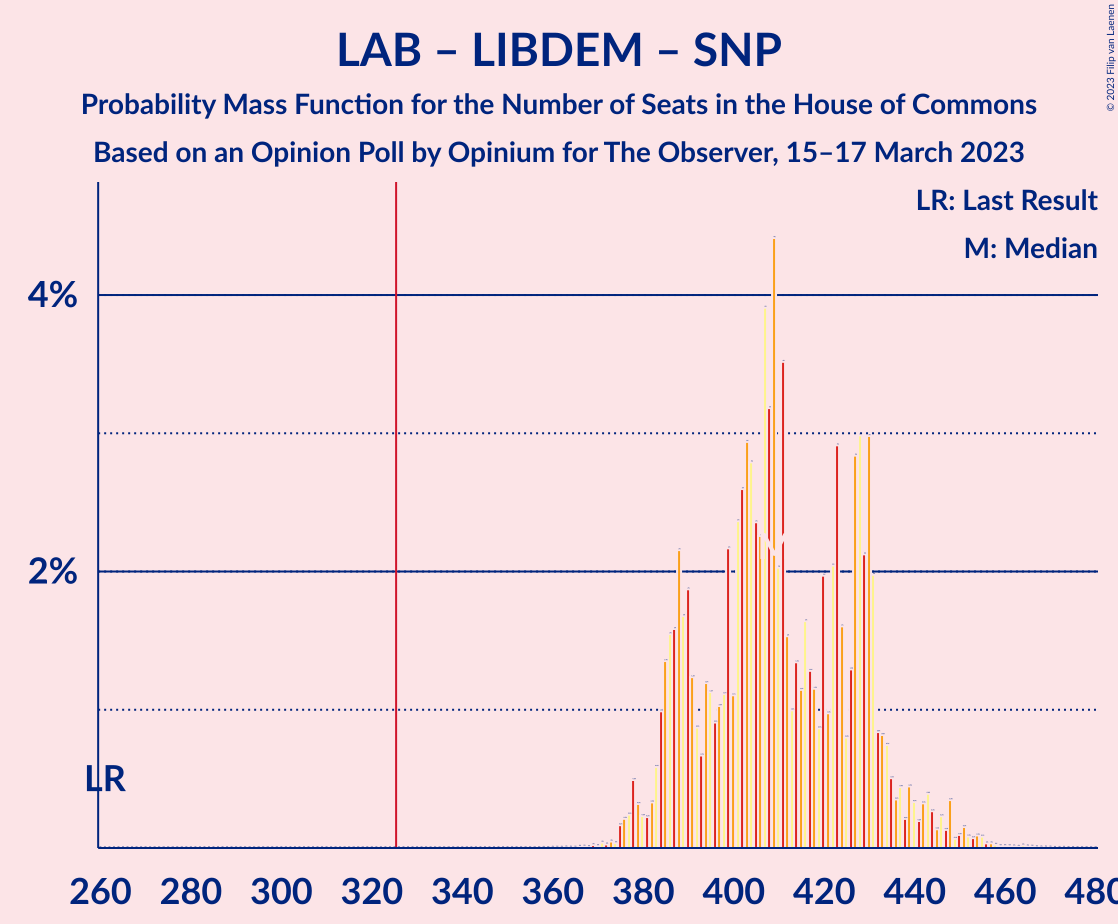 LAB – LIBDEM – SNP
Probability Mass Function for the Number of Seats in the House of Commons
Based on an Opinion Poll by Opinium for The Observer, 15–17 March 2023
© 2023 Filip van Laenen
LR: Last Result
M: Median
4%
2%
M
LR
260 280 300 320 340 360 380 400 420 440 460 480